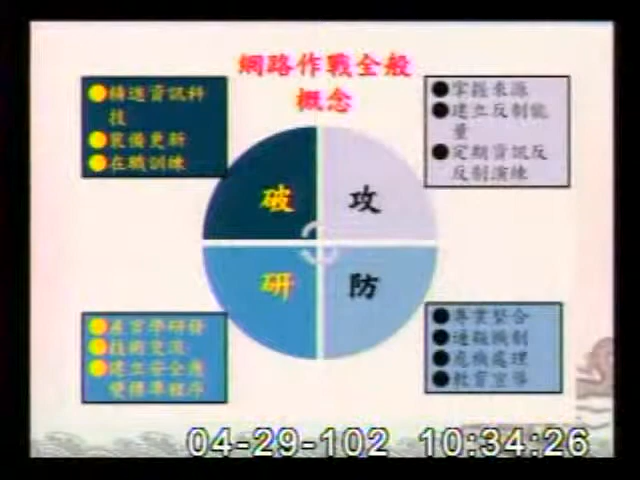 網路作戰全般
概念
●精進資訊科
技
●裝備更新
●在職訓練
●掌握來源
●建立反制能
量
●定期資訊反
反制演練
破
攻
研
防
●產官學研發
●技術交流
●建立安全應
變標準程序
●專業整合
●通報機制
●危機處理
●教育宣導
04-29-102 10:34:26